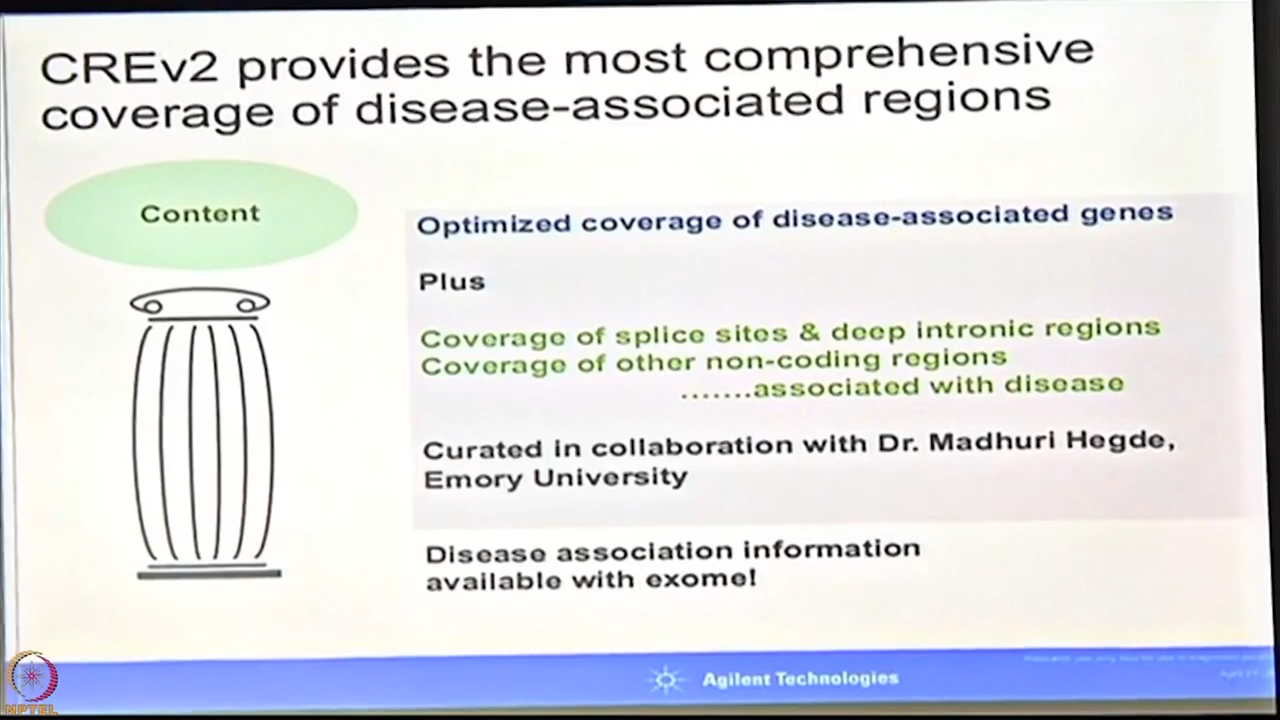 CREv2 provides the most comprehensive
coverage of disease-associated regions
Content
Optimized coverage of disease-associated genes
Plus
Coverage of splice sites & deep intronic regions
Coverage of other non-coding regions
.......associated with disease
Curated in collaboration with Dr. Madhuri Hegde,
Emory University
Disease association information
available with exome!
Agilent Technologies
NPTEL